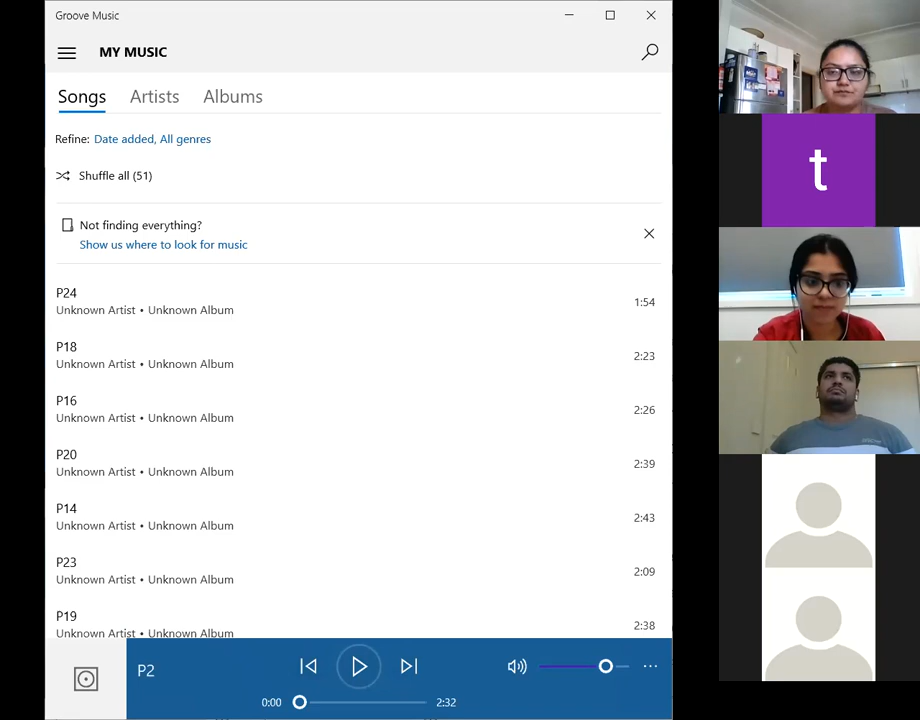 Groove Music
MY MUSIC
Songs Artists Albums
Refine: Date added, All genres
Shuffle all (51)
Not finding everything?
Show us where to look for music
P24
Unknown Artist • Unknown Album
1:54
P18
Unknown Artist • Unknown Album
2:23
P16
Unknown Artist • Unknown Album
2:26
P20
Unknown Artist • Unknown Album
2:39
P14
Unknown Artist • Unknown Album
2:43
P23
Unknown Artist • Unknown Album
2:09
P19
Unknown Artist • Unknown Album
2:38
P2
0:00 2:32
t